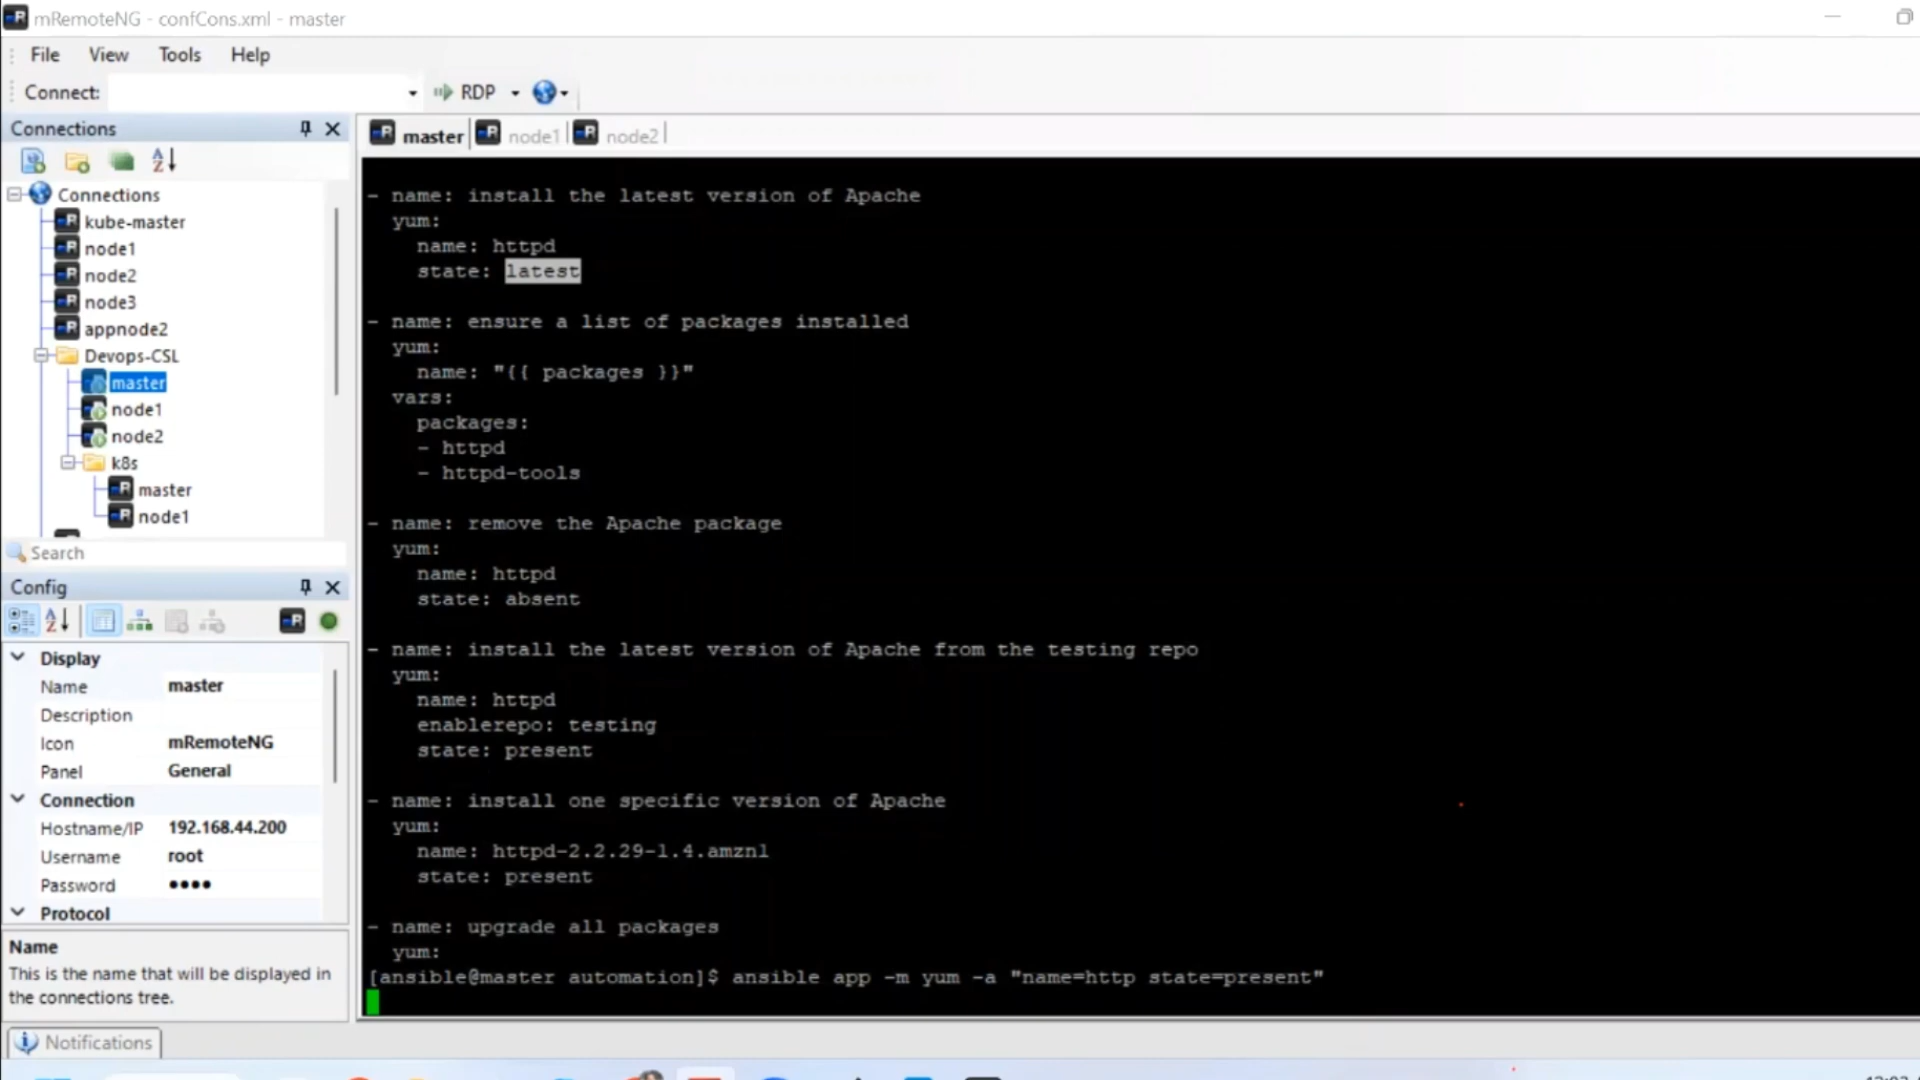 mRemoteNG - confCons.xml - master
File View Tools Help
Connect: RDP
Connections
master node1 node2
Connections
kube-master
node1
node2
node3
appnode2
Devops-CSL
master
node1
node2
k8s
master
node1
Search
Config
Display
Name master
Description
Icon mRemoteNG
Panel General
Connection
Hostname/IP 192.168.44.200
Username root
Password ••••
Protocol
Name
This is the name that will be displayed in
the connections tree.
Notifications
- name: install the latest version of Apache
yum:
name: httpd
state: latest
- name: ensure a list of packages installed
yum:
name: "{{ packages }}"
vars:
packages:
- httpd
- httpd-tools
- name: remove the Apache package
yum:
name: httpd
state: absent
- name: install the latest version of Apache from the testing repo
yum:
name: httpd
enablerepo: testing
state: present
- name: install one specific version of Apache
yum:
name: httpd-2.2.29-1.4.amzn1
state: present
- name: upgrade all packages
yum:
[ansible@master automation]$ ansible app -m yum -a "name=http state=present"